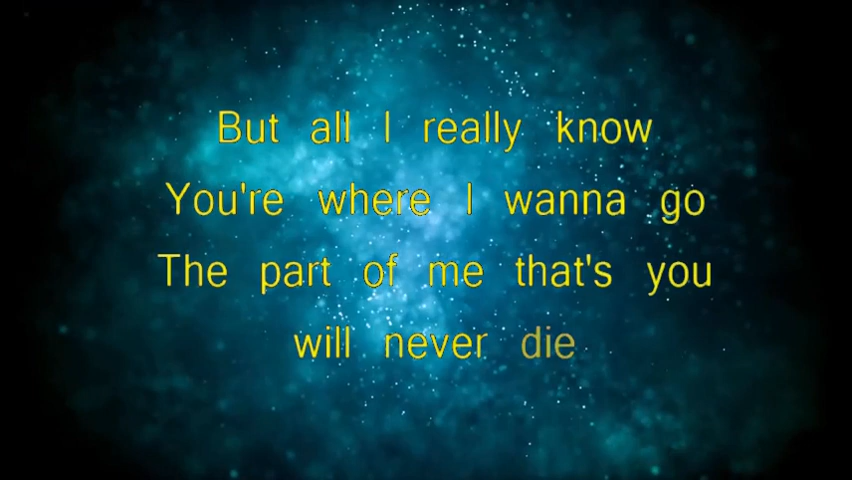 But all I really know
You're where I wanna go
The part of me that's you
will never die